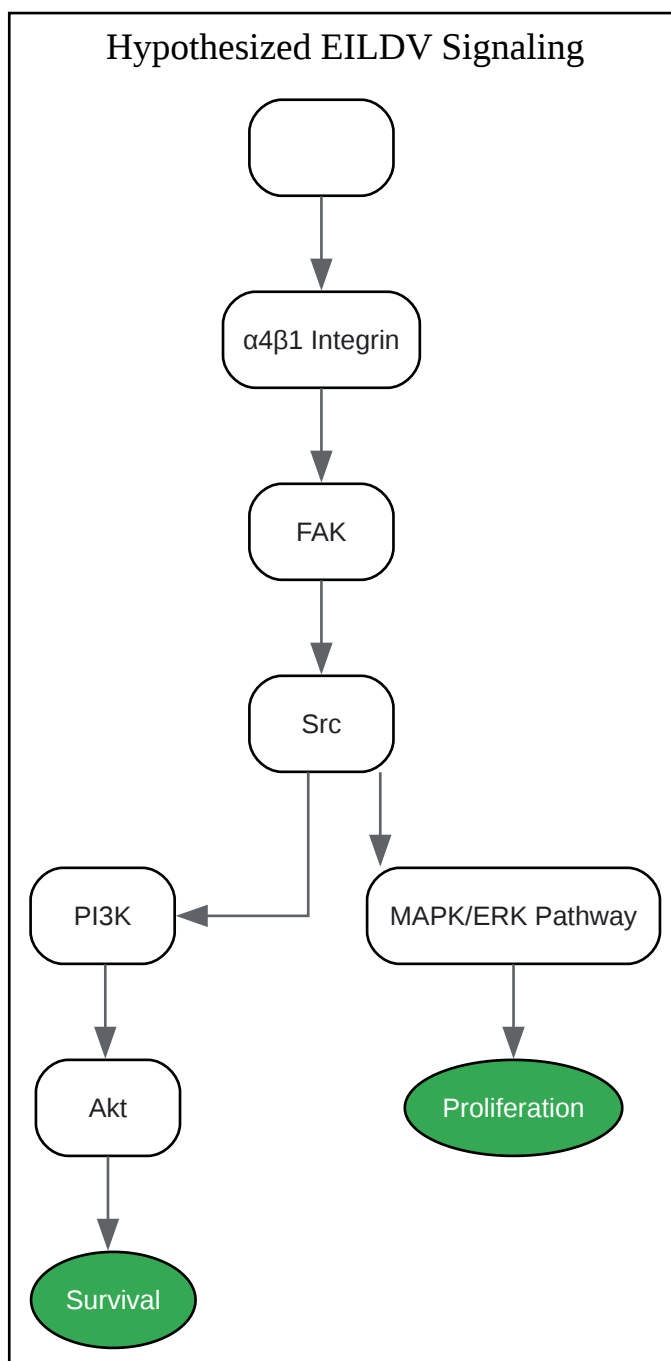 Hypothesized EILDV Signaling
α4β1 Integrin
FAK
Src
PI3K
MAPK/ERK Pathway
Akt
Proliferation
Survival